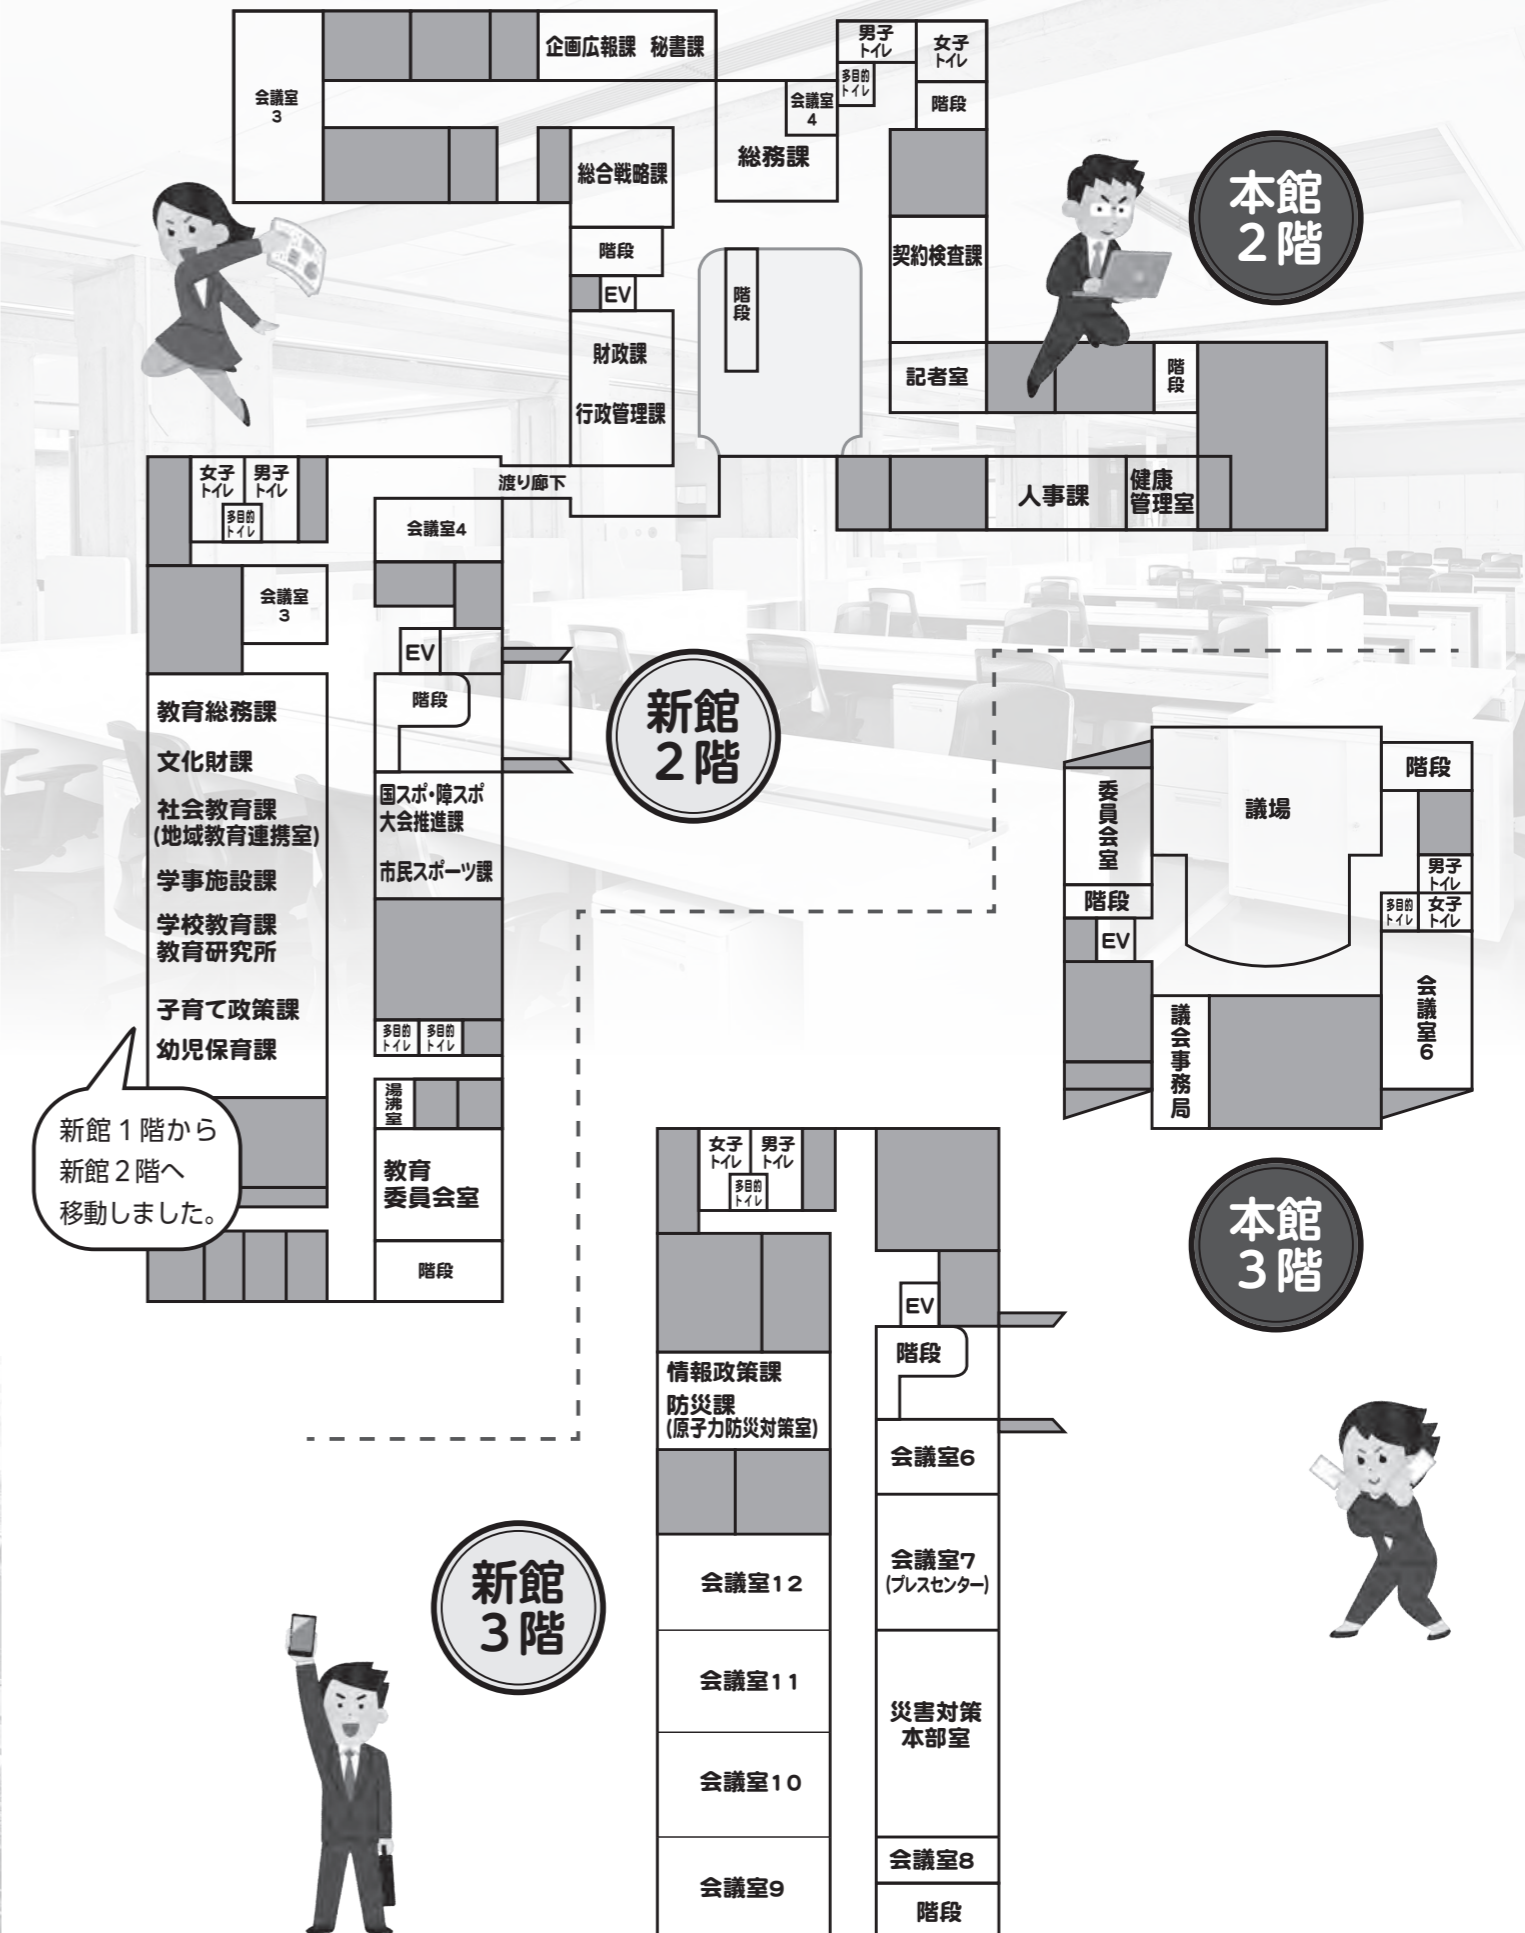 企画広報課 秘書課
会議室
3
男子
トイレ
女子
トイレ
多目的
トイレ
階段
会議室
4
総務課
総合戦略課
階段
EV
階段
契約検査課
財政課
行政管理課
記者室
階段
本館
2階
渡り廊下
人事課
健康
管理室
女子
トイレ
男子
トイレ
多目的
トイレ
会議室4
会議室
3
EV
階段
新館
2階
教育総務課
文化財課
社会教育課
(地域教育連携室)
学事施設課
学校教育課
教育研究所
子育て政策課
幼児保育課
国スポ・障スポ
大会推進課
市民スポーツ課
多目的
トイレ
多目的
トイレ
湯沸室
教育
委員会室
階段
新館1階から
新館2階へ
移動しました。
委員会室
議場
階段
階段
EV
男子
トイレ
多目的
トイレ
女子
トイレ
会議室6
議会事務局
本館
3階
女子
トイレ
男子
トイレ
多目的
トイレ
EV
階段
情報政策課
防災課
(原子力防災対策室)
会議室6
会議室7
(プレスセンター)
会議室12
会議室11
災害対策
本部室
会議室10
会議室8
会議室9
階段
新館
3階